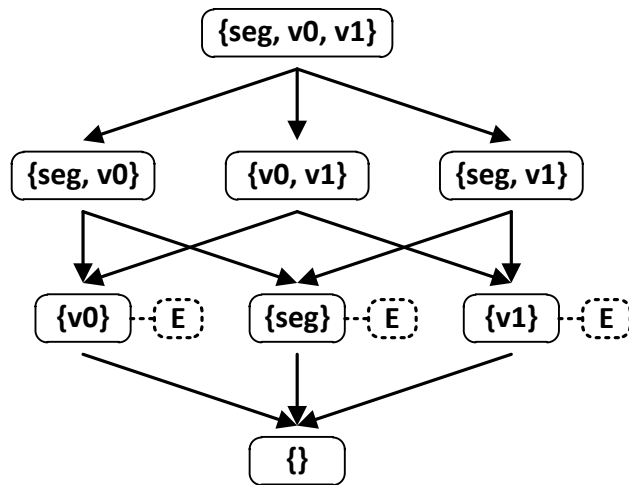 {seg, v0, v1}
{seg, v0} {v0, v1} {seg, v1}
{v0} E {seg} E {v1} E
{}